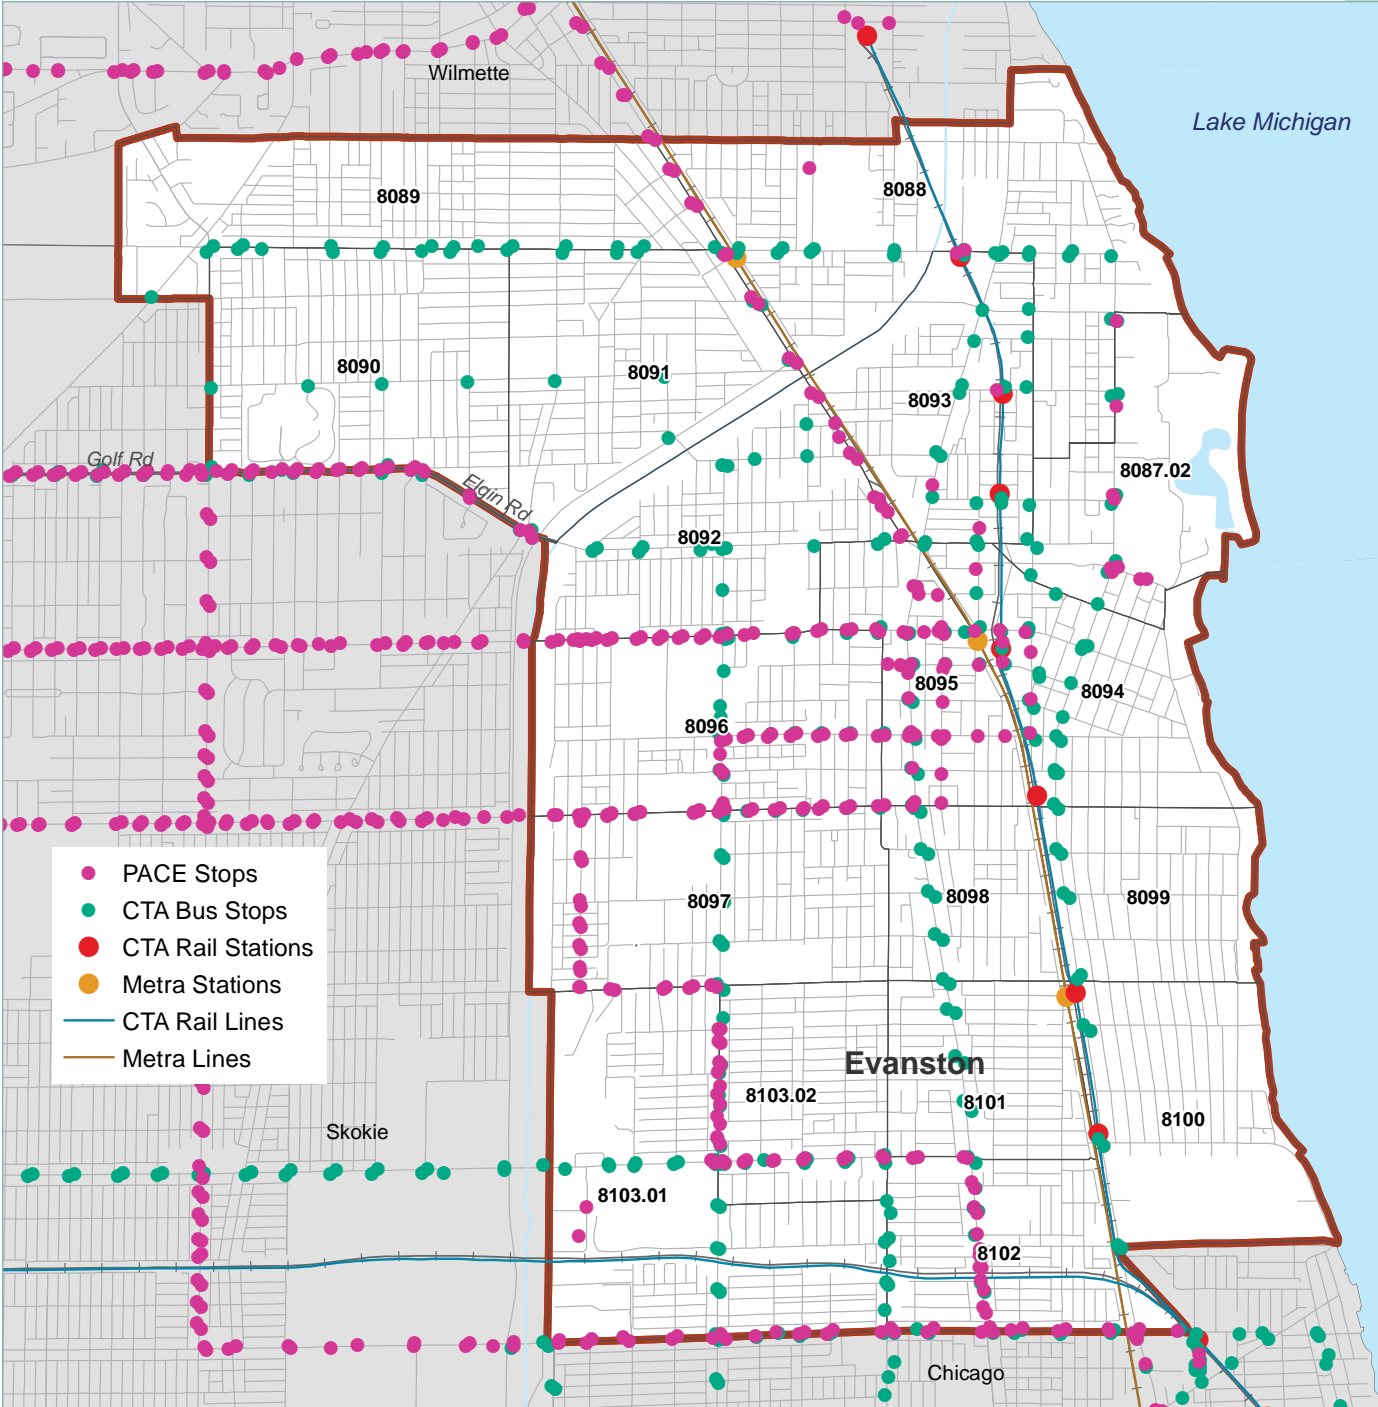 Wilmette
Lake Michigan
8089
8088
8090
8091
8093
Golf Rd
8087.02
Elgin Rd
8092
8095
8094
8096
PACE Stops
CTA Bus Stops
CTA Rail Stations
Metra Stations
CTA Rail Lines
Metra Lines
8097
8098
8099
Evanston
8103.02
8101
8100
Skokie
8103.01
8102
Chicago